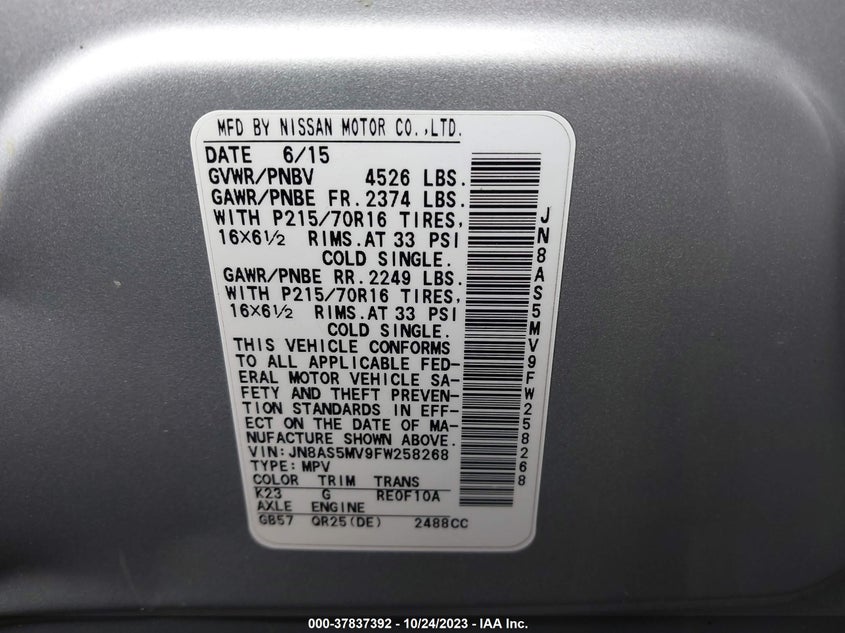 MFD BY NISSAN MOTOR CO.,LTD.
DATE 6/15
GVWR/PNBV 4526 LBS.
GAWR/PNBE FR. 2374 LBS.
WITH P215/70R16 TIRES,
16X6½ RIMS. AT 33 PSI
COLD SINGLE.
GAWR/PNBE RR. 2249 LBS.
WITH P215/70R16 TIRES,
16X6½ RIMS. AT 33 PSI
COLD SINGLE.
THIS VEHICLE CONFORMS
TO ALL APPLICABLE FED-
ERAL MOTOR VEHICLE SA-
FETY AND THEFT PREVEN-
TION STANDARDS IN EFF-
ECT ON THE DATE OF MA-
NUFACTURE SHOWN ABOVE.
VIN: JN8AS5MV9FW258268
TYPE: MPV
COLOR TRIM TRANS
K23 G RE0F10A
AXLE ENGINE
GB57 QR25(DE) 2488CC
JN8AS5MV9FW258268
000-37837392 - 10/24/2023 - IAA Inc.